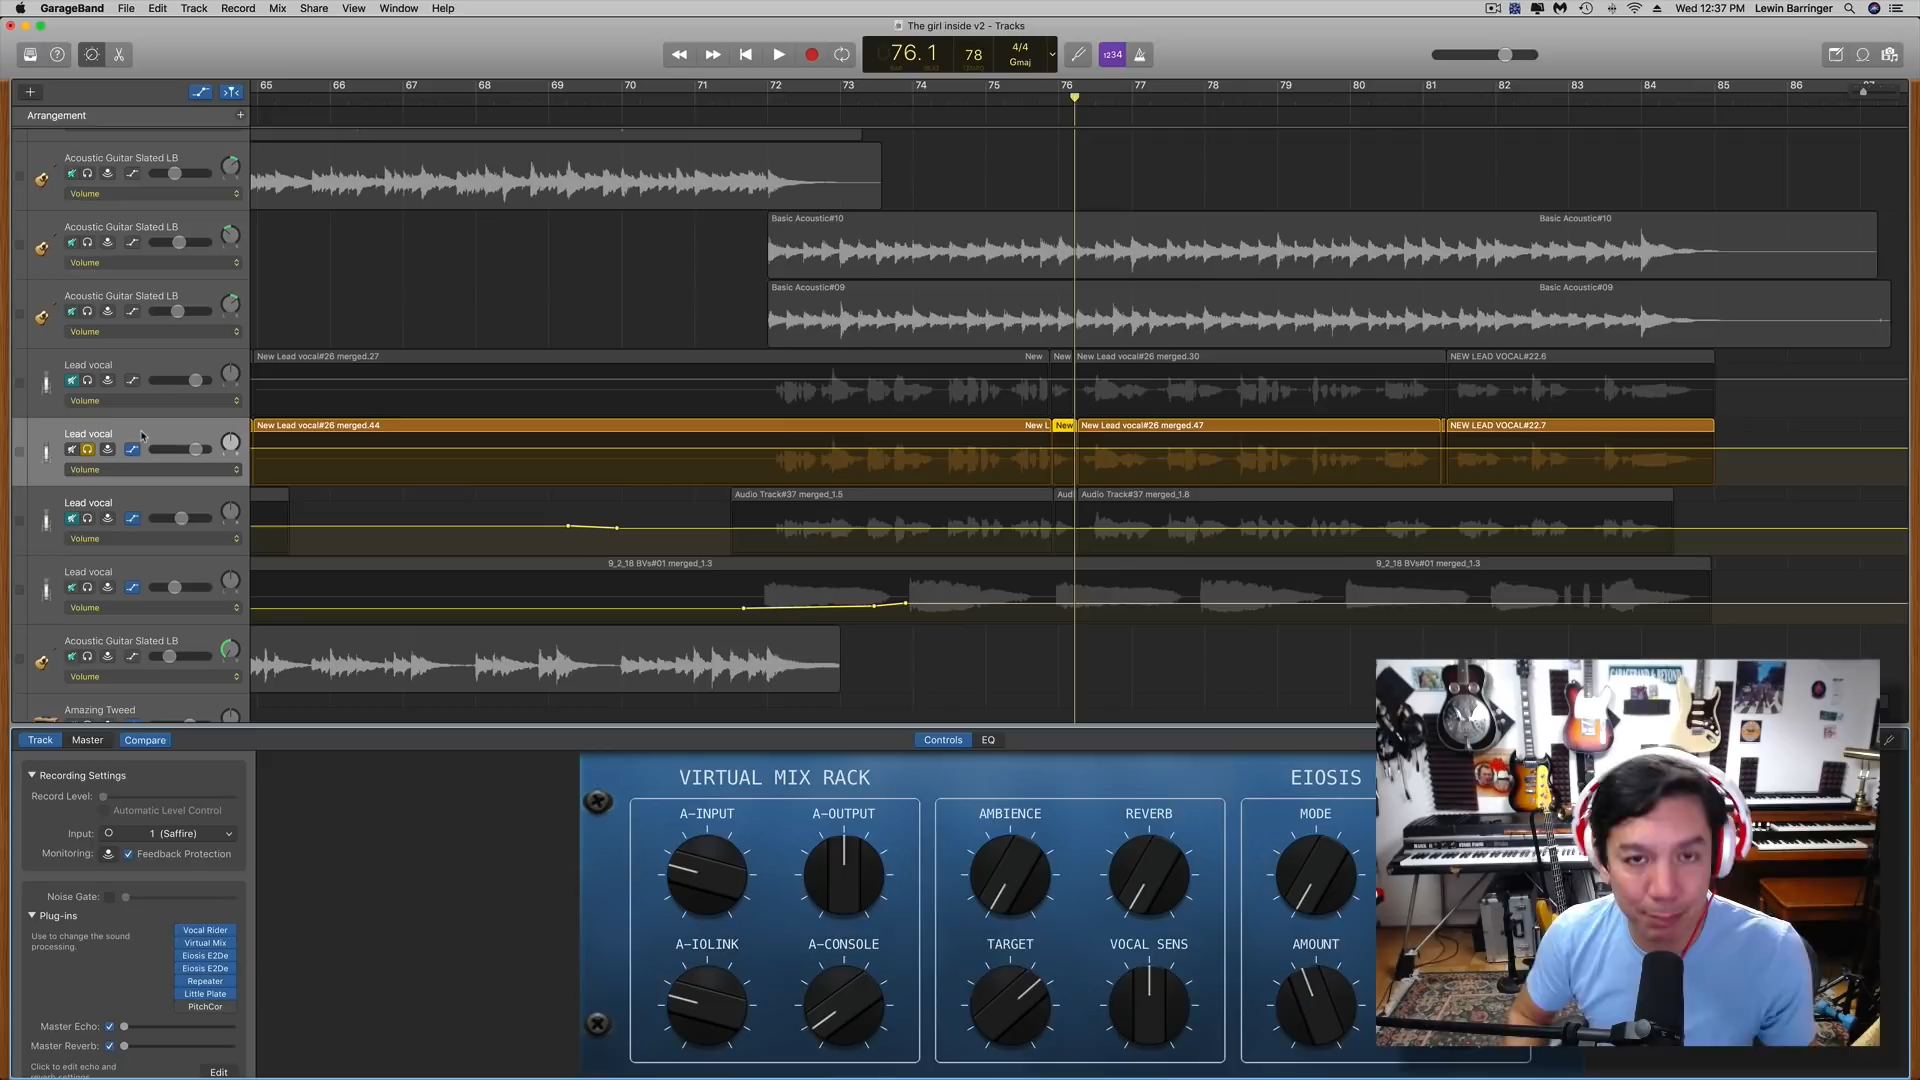 GarageBand File Edit Track Record Mix Share View Window Help
Wed 12:37 PM Lewin Barringer
The girl inside v2 - Tracks
76.1 78 4/4 Gmaj
1234
65 66 67 68 69 70 71 72 73 74 75 76 77 78 79 80 81 82 83 84 85 86
Arrangement
Acoustic Guitar Slated LB
Volume
Acoustic Guitar Slated LB
Basic Acoustic#10 Basic Acoustic#10
Volume
Acoustic Guitar Slated LB
Basic Acoustic#09 Basic Acoustic#09
Volume
Lead vocal
New Lead vocal#26 merged.27 New New New Lead vocal#26 merged.30 NEW LEAD VOCAL#22.6
Volume
Lead vocal
New Lead vocal#26 merged.44 New L New New Lead vocal#26 merged.47 NEW LEAD VOCAL#22.7
Volume
Lead vocal
Audio Track#37 merged_1.5 Aud Audio Track#37 merged_1.8
Volume
Lead vocal
9_2_18 BVs#01 merged_1.3 9_2_18 BVs#01 merged_1.3
Volume
Acoustic Guitar Slated LB
Volume
Amazing Tweed
Track Master Compare Controls EQ
Recording Settings
Record Level:
Automatic Level Control
Input: 1 (Saffire)
Monitoring: Feedback Protection
Noise Gate:
Plug-ins
Use to change the sound
processing.
Vocal Rider
Virtual Mix
Eiosis E2De
Eiosis E2De
Repeater
Little Plate
PitchCor
Master Echo:
Master Reverb:
Click to edit echo and
Edit
VIRTUAL MIX RACK EIOSIS
A-INPUT A-OUTPUT AMBIENCE REVERB MODE
A-IOLINK A-CONSOLE TARGET VOCAL SENS AMOUNT
GARAGEBAND & BEYOND